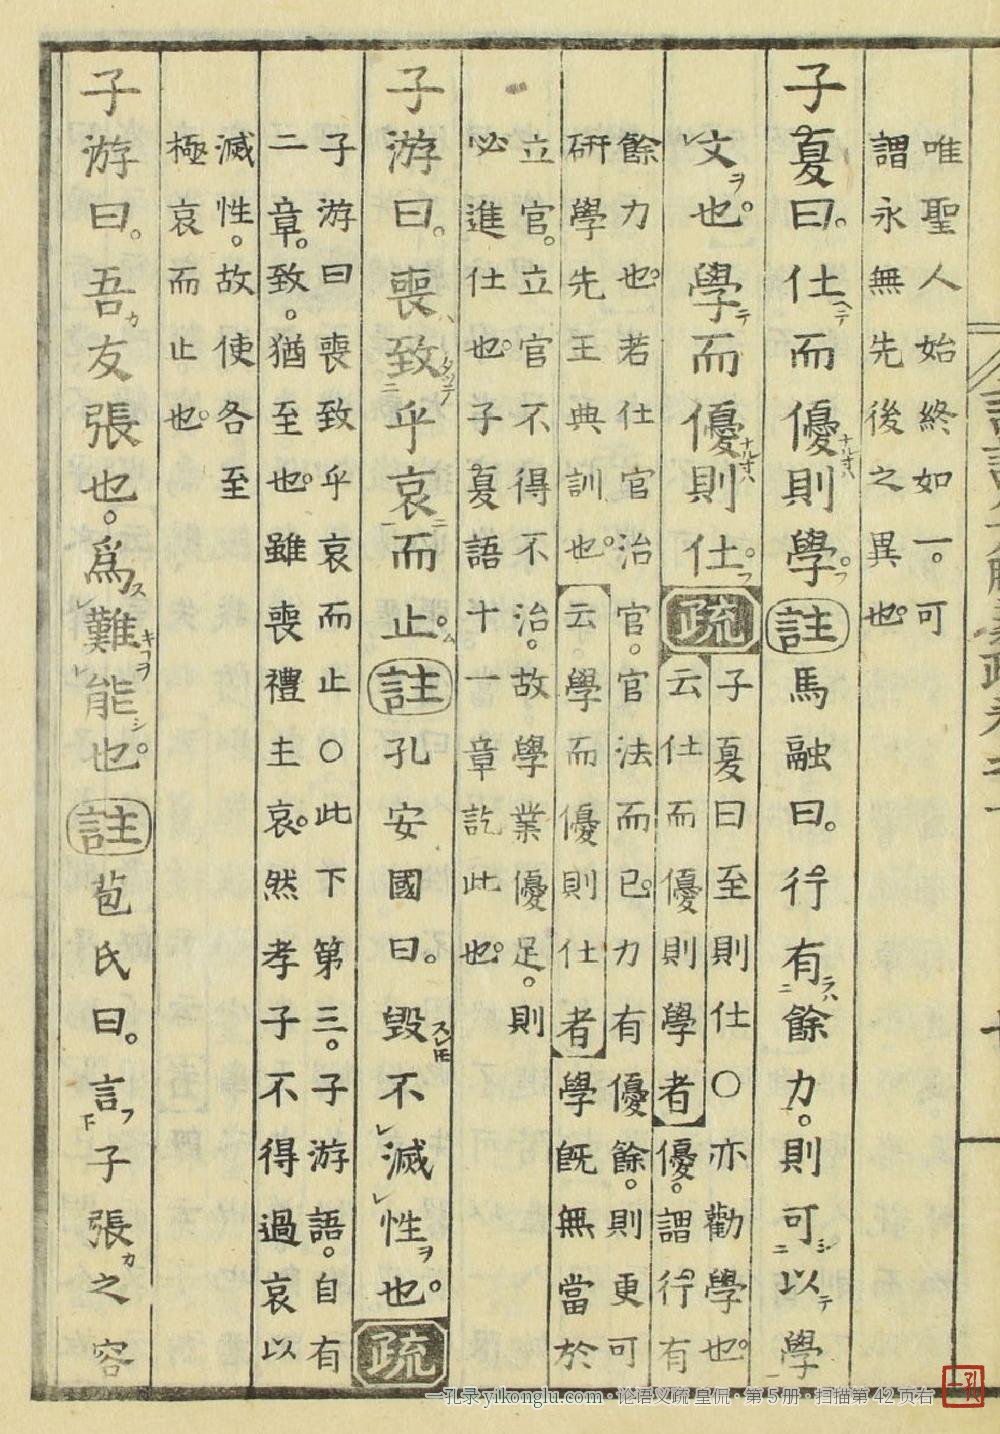 唯聖人始終如一。可
謂永無先後之異也。
子夏曰。仕而優則學。註馬融曰。行有餘力。則可以學
文也。學而優則仕。疏
子夏曰至則仕○亦勸學也。
云仕而優則學者優。謂行有
餘力也。若仕官治官。官法而已。力有優餘。則更可
研學先王典訓也。云學而優則仕者學旣無當於
立官。立官不得不治。故學業優足。則
必進仕也。子夏語十一章訖此也。
子游曰。喪致乎哀而止。註孔安國曰。毀不滅性也。疏
子游曰喪致乎哀而止○此下第三。子游語。自有
二章。致。猶至也。雖喪禮主哀。然孝子不得過哀以
滅性。故使各至
極哀而止也。
子游曰。吾友張也。爲難能也。註苞氏曰。言子張之容
一孔录 yikonglu.com · 论语义疏·皇侃 · 第 5 册 · 扫描第 42 页右
一孔